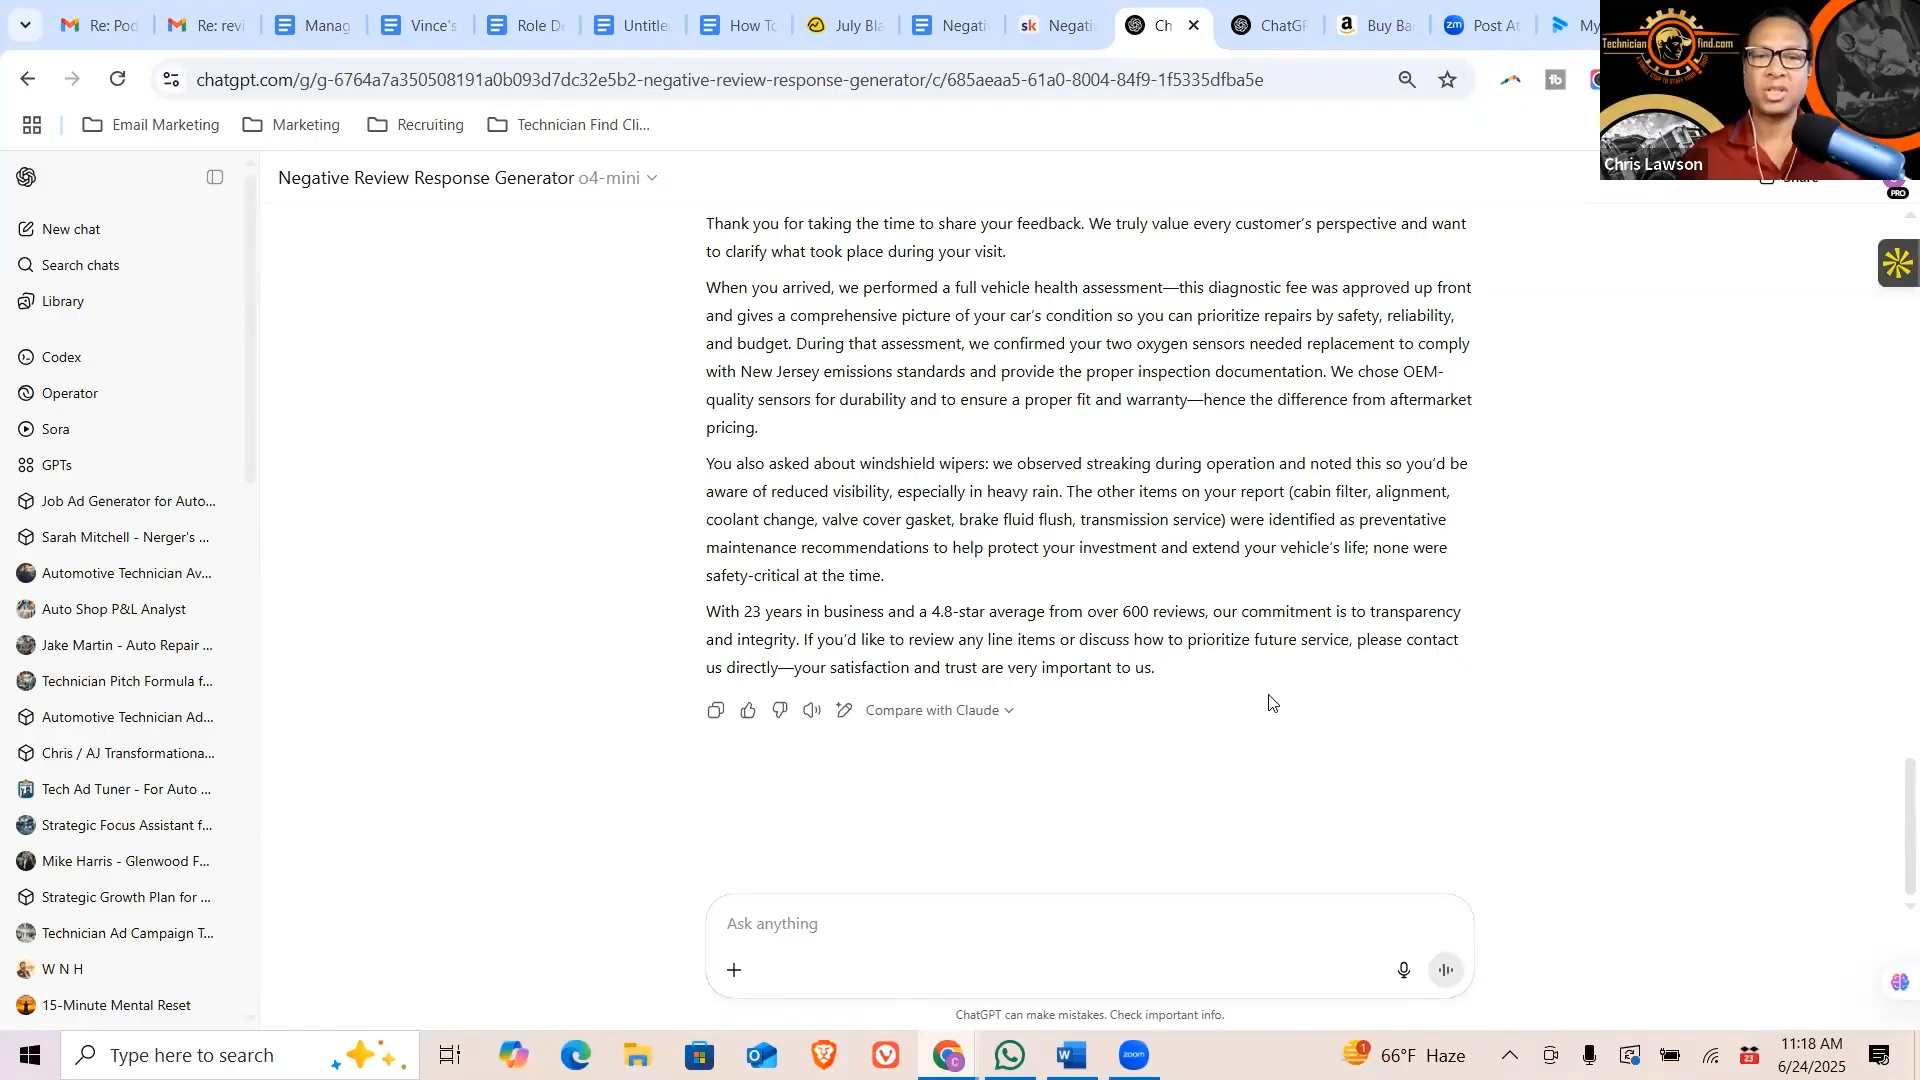 Re: Pod
Re: revi
Manag
Vince's
Role De
Untitle
How To
July Bla
Negativ
sk Negati
Ch
ChatGP
Buy Ba
zm Post At
My
chatgpt.com/g/g-6764a7a350508191a0b093d7dc32e5b2-negative-review-response-generator/c/685aeaa5-61a0-8004-84f9-1f5335dfba5e
Email Marketing
Marketing
Recruiting
Technician Find Cli...
Technician find.com
Chris Lawson
Negative Review Response Generator o4-mini
Share
PRO
New chat
Search chats
Library
Codex
Operator
Sora
GPTs
Job Ad Generator for Auto...
Sarah Mitchell - Nerger's ...
Automotive Technician Av...
Auto Shop P&L Analyst
Jake Martin - Auto Repair ...
Technician Pitch Formula f...
Automotive Technician Ad...
Chris / AJ Transformationa...
Tech Ad Tuner - For Auto ...
Strategic Focus Assistant f...
Mike Harris - Glenwood F...
Strategic Growth Plan for ...
Technician Ad Campaign T...
W N H
15-Minute Mental Reset
Thank you for taking the time to share your feedback. We truly value every customer's perspective and want
to clarify what took place during your visit.
When you arrived, we performed a full vehicle health assessment—this diagnostic fee was approved up front
and gives a comprehensive picture of your car's condition so you can prioritize repairs by safety, reliability,
and budget. During that assessment, we confirmed your two oxygen sensors needed replacement to comply
with New Jersey emissions standards and provide the proper inspection documentation. We chose OEM-
quality sensors for durability and to ensure a proper fit and warranty—hence the difference from aftermarket
pricing.
You also asked about windshield wipers: we observed streaking during operation and noted this so you'd be
aware of reduced visibility, especially in heavy rain. The other items on your report (cabin filter, alignment,
coolant change, valve cover gasket, brake fluid flush, transmission service) were identified as preventative
maintenance recommendations to help protect your investment and extend your vehicle's life; none were
safety-critical at the time.
With 23 years in business and a 4.8-star average from over 600 reviews, our commitment is to transparency
and integrity. If you'd like to review any line items or discuss how to prioritize future service, please contact
us directly—your satisfaction and trust are very important to us.
Compare with Claude
Ask anything
ChatGPT can make mistakes. Check important info.
Type here to search
zoom
1
66°F Haze
23
11:18 AM
6/24/2025